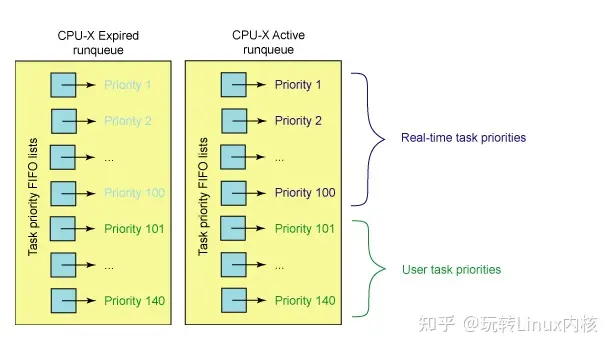 CPU-X Expired
runqueue
CPU-X Active
runqueue
Task priority FIFO lists
Priority 1
Priority 2
...
Priority 100
Priority 101
...
Priority 140
Task priority FIFO lists
Priority 1
Priority 2
...
Priority 100
Priority 101
...
Priority 140
Real-time task priorities
User task priorities
知乎 @玩转Linux内核